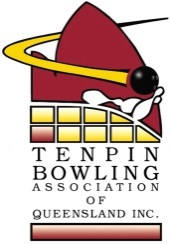 TENPIN
BOWLING
ASSOCIATION
OF
QUEENSLAND INC.